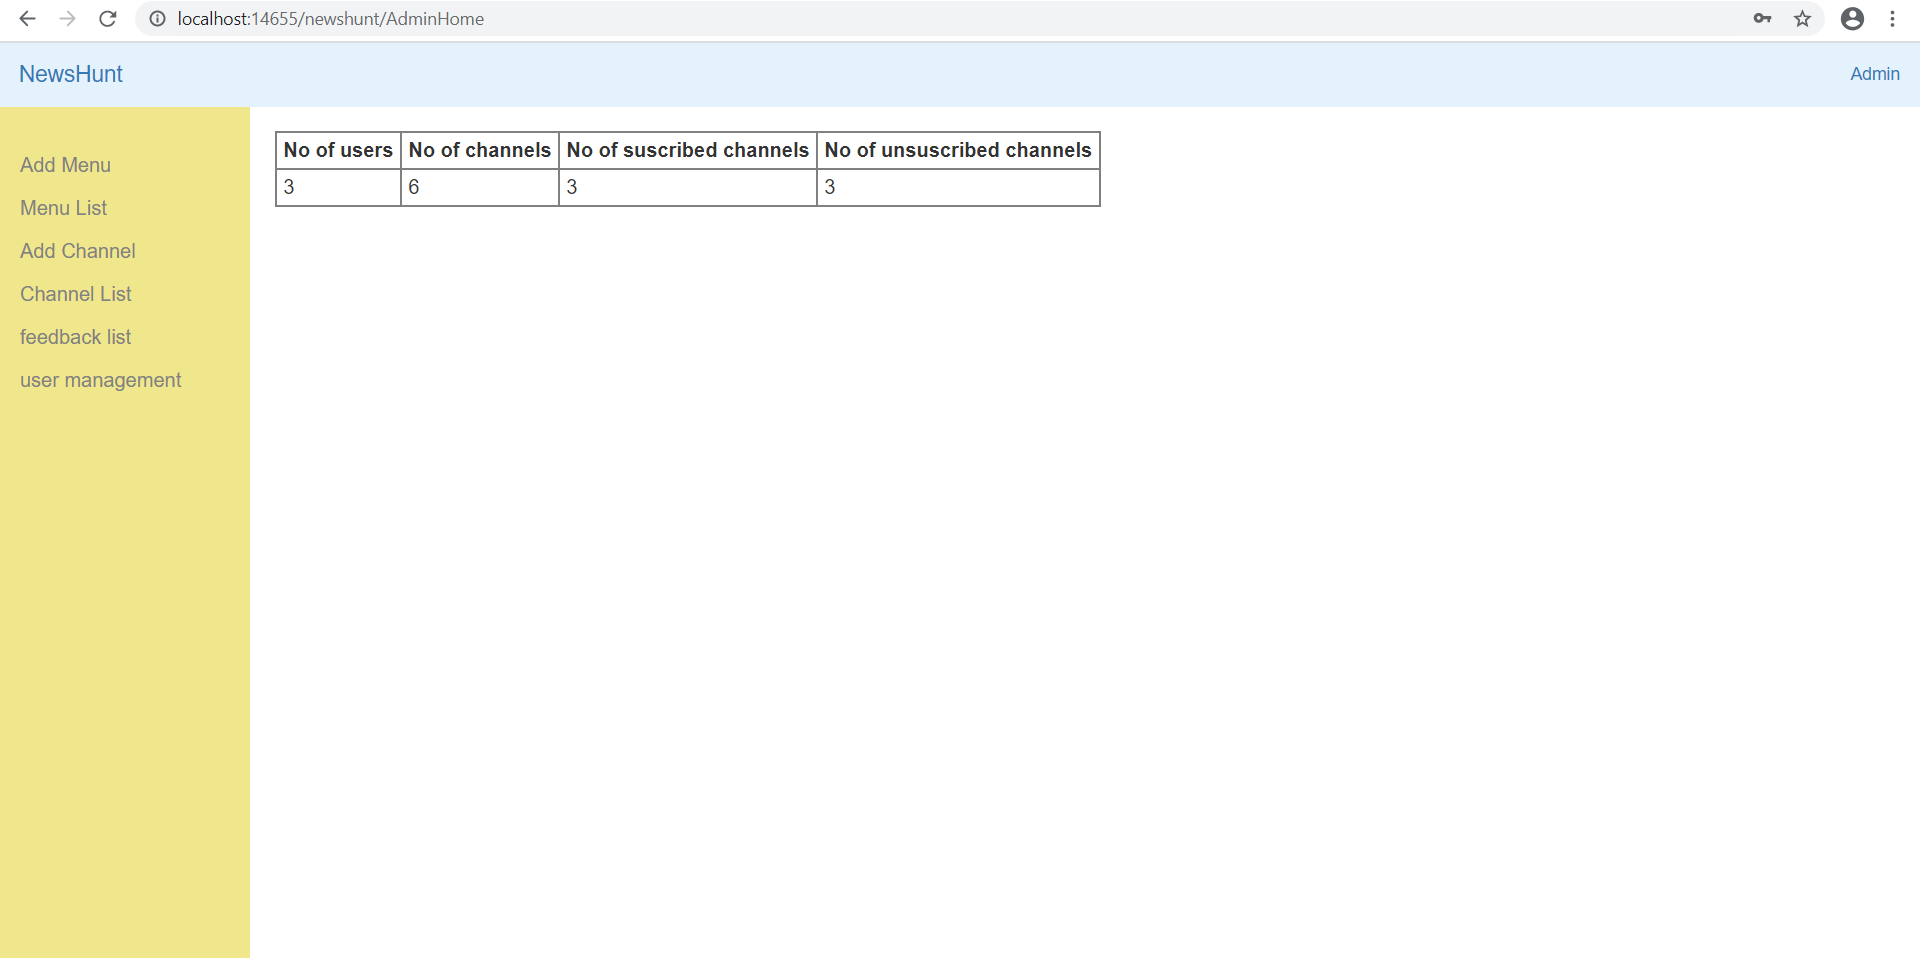 localhost:14655/newshunt/AdminHome
NewsHunt
Admin
Add Menu
Menu List
Add Channel
Channel List
feedback list
user management
No of users No of channels No of suscribed channels No of unsuscribed channels
3 6 3 3